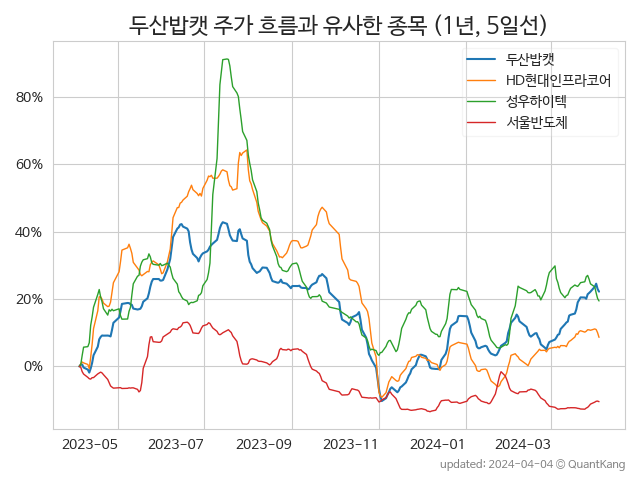 두산밥캣 주가 흐름과 유사한 종목 (1년, 5일선)
두산밥캣
HD현대인프라코어
성우하이텍
서울반도체
80%
60%
40%
20%
0%
2023-05 2023-07 2023-09 2023-11 2024-01 2024-03
updated: 2024-04-04 © QuantKang